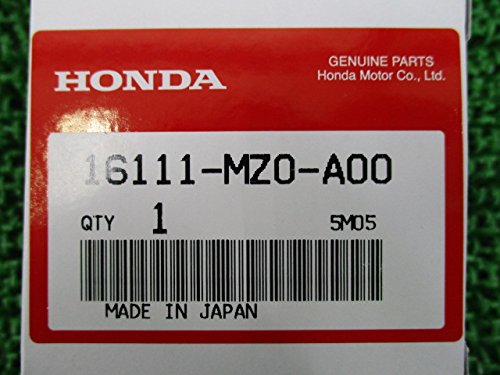 HONDA
GENUINE PARTS
Honda Motor Co., Ltd.
16111-MZ0-A00
QTY 1 5M05
MADE IN JAPAN